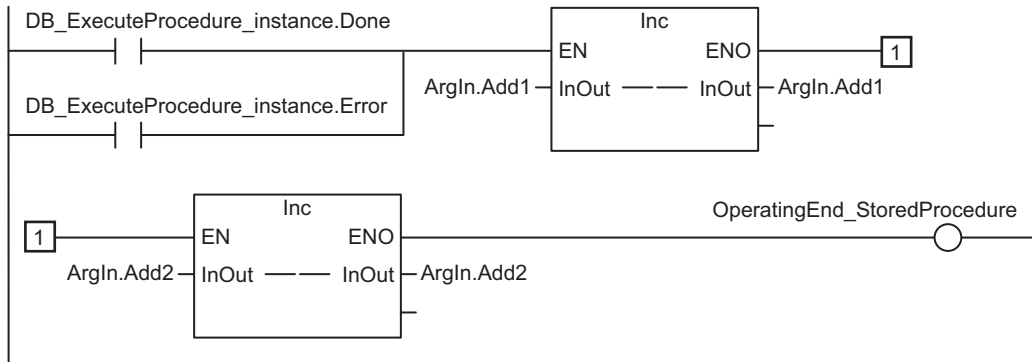 DB_ExecuteProcedure_instance.Done
Inc
EN ENO 1
ArgIn.Add1 InOut InOut ArgIn.Add1
DB_ExecuteProcedure_instance.Error
Inc
OperatingEnd_StoredProcedure
1 EN ENO
ArgIn.Add2 InOut InOut ArgIn.Add2